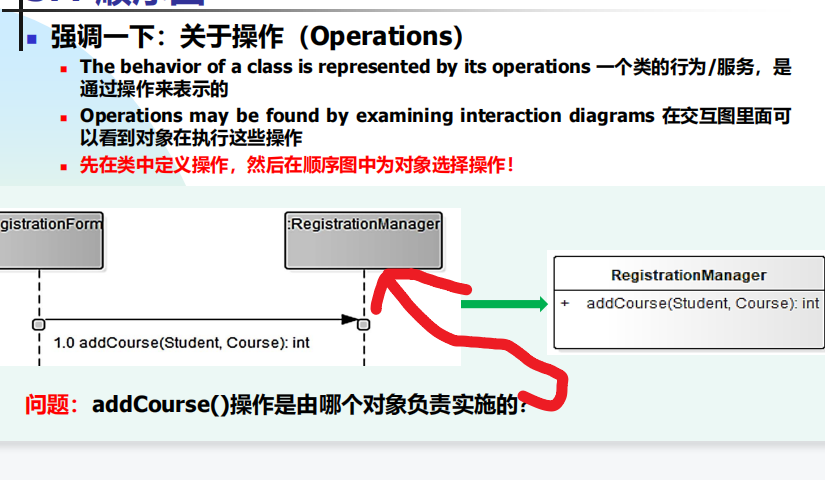 强调一下：关于操作（Operations）
The behavior of a class is represented by its operations 一个类的行为/服务，是
通过操作来表示的
Operations may be found by examining interaction diagrams 在交互图里面可
以看到对象在执行这些操作
先在类中定义操作，然后在顺序图中为对象选择操作！
gistrationForm
:RegistrationManager
RegistrationManager
+ addCourse(Student, Course): int
1.0 addCourse(Student, Course): int
问题：addCourse()操作是由哪个对象负责实施的?